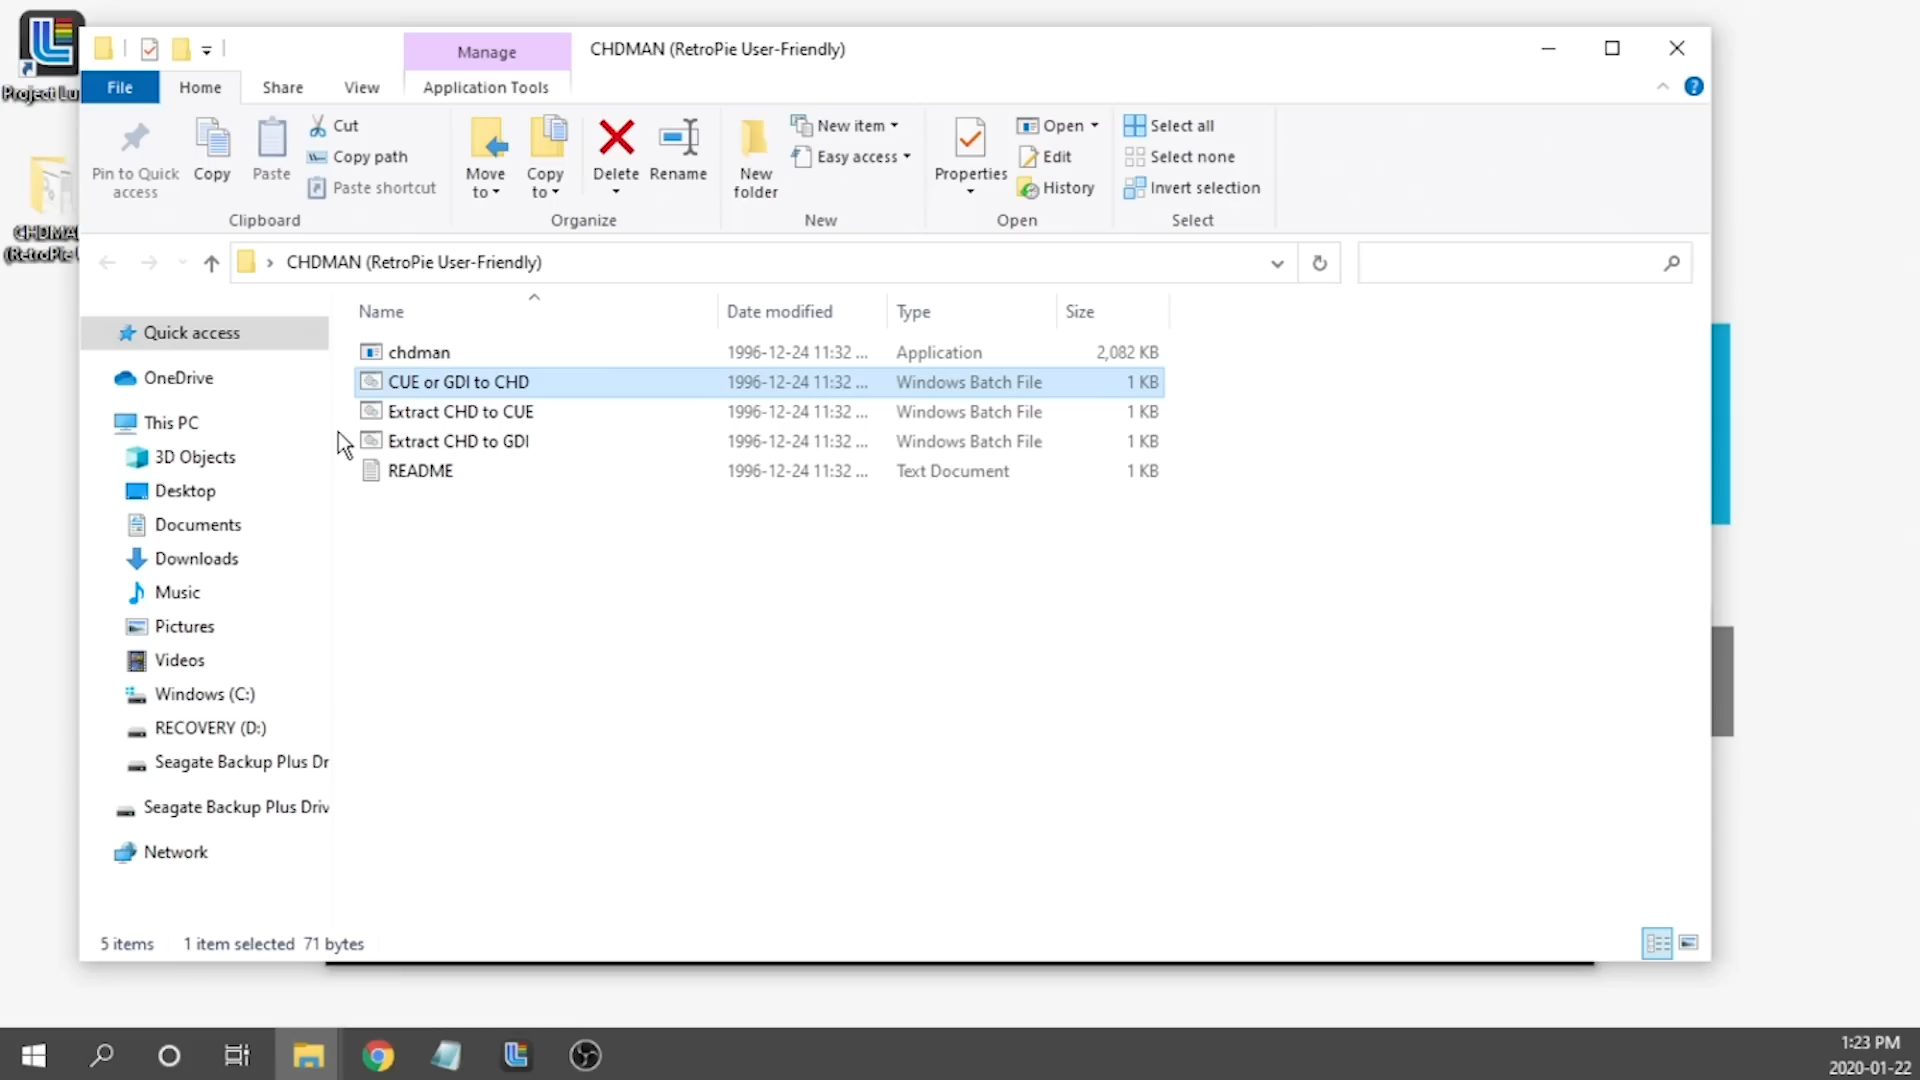 Project Lu
CHDMAN
(RetroPie
Manage
CHDMAN (RetroPie User-Friendly)
File
Home
Share
View
Application Tools
Pin to Quick access
Copy
Paste
Cut
Copy path
Paste shortcut
Clipboard
Move to
Copy to
Delete
Rename
Organize
New folder
New item
Easy access
New
Properties
Open
Edit
History
Open
Select all
Select none
Invert selection
Select
CHDMAN (RetroPie User-Friendly)
Name Date modified Type Size
chdman 1996-12-24 11:32 ... Application 2,082 KB
CUE or GDI to CHD 1996-12-24 11:32 ... Windows Batch File 1 KB
Extract CHD to CUE 1996-12-24 11:32 ... Windows Batch File 1 KB
Extract CHD to GDI 1996-12-24 11:32 ... Windows Batch File 1 KB
README 1996-12-24 11:32 ... Text Document 1 KB
Quick access
OneDrive
This PC
3D Objects
Desktop
Documents
Downloads
Music
Pictures
Videos
Windows (C:)
RECOVERY (D:)
Seagate Backup Plus Dr
Seagate Backup Plus Driv
Network
5 items 1 item selected 71 bytes
1:23 PM
2020-01-22